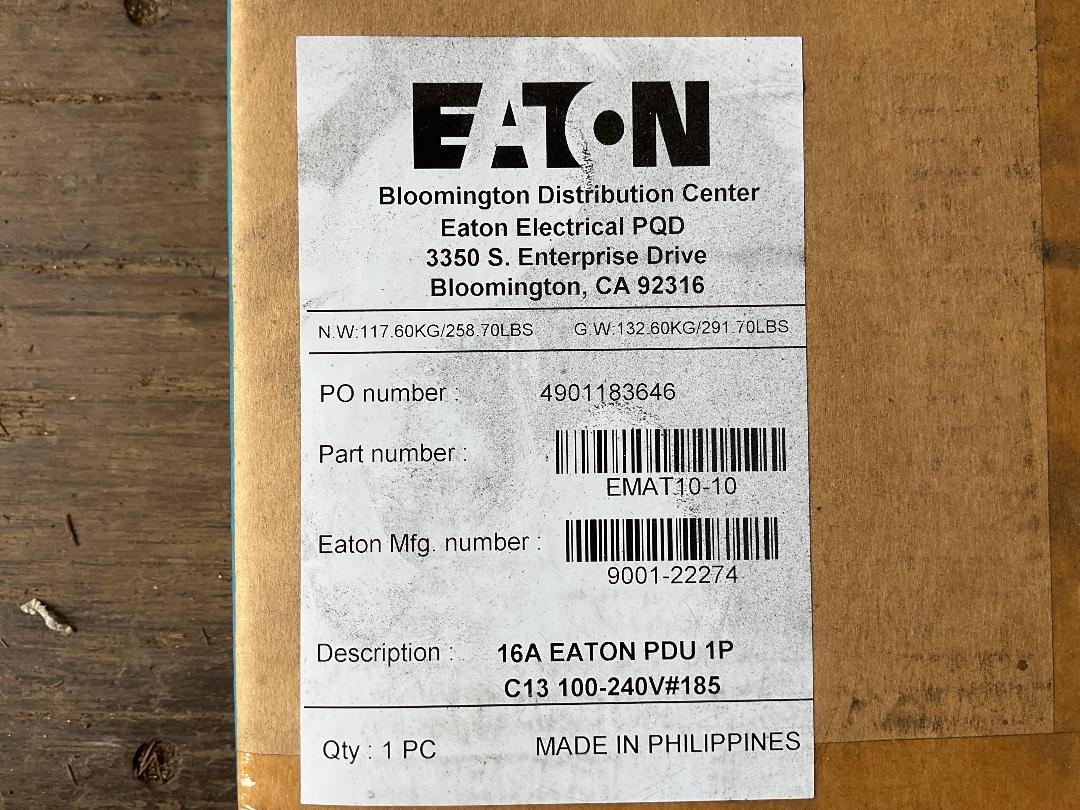 EATON
Bloomington Distribution Center
Eaton Electrical PQD
3350 S. Enterprise Drive
Bloomington, CA 92316
N.W:117.60KG/258.70LBS G.W:132.60KG/291.70LBS
PO number : 4901183646
Part number :
EMAT10-10
Eaton Mfg. number :
9001-22274
Description : 16A EATON PDU 1P
C13 100-240V#185
Qty : 1 PC MADE IN PHILIPPINES